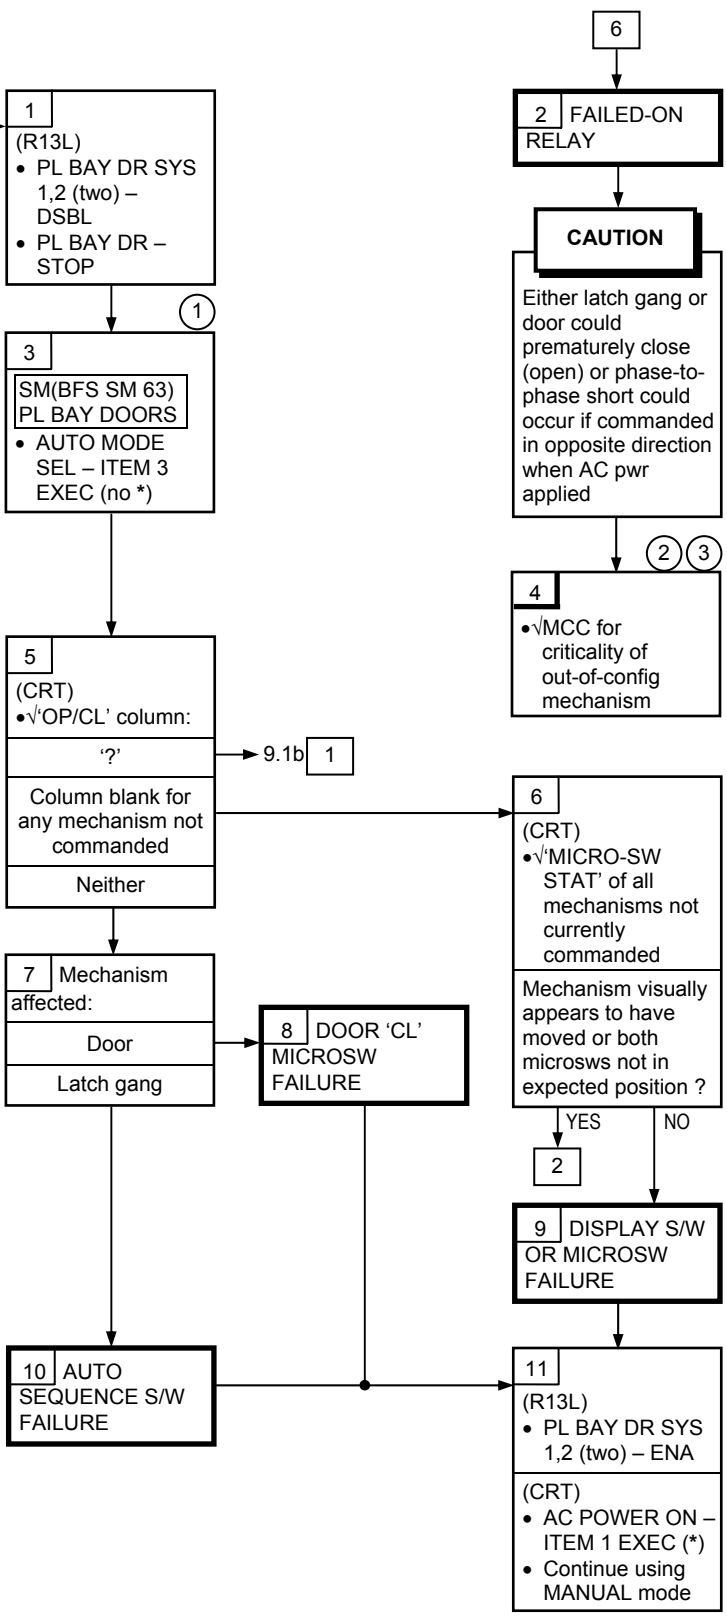 1
(R13L)
• PL BAY DR SYS
1,2 (two) –
DSBL
• PL BAY DR –
STOP
1
3
SM(BFS SM 63)
PL BAY DOORS
• AUTO MODE
SEL – ITEM 3
EXEC (no *)
5
(CRT)
•√‘OP/CL’ column:
‘?’
9.1b 1
Column blank for
any mechanism not
commanded
Neither
7 Mechanism
affected:
Door
Latch gang
8 DOOR ‘CL’
MICROSW
FAILURE
10 AUTO
SEQUENCE S/W
FAILURE
6
2 FAILED-ON
RELAY
CAUTION
Either latch gang or
door could
prematurely close
(open) or phase-to-
phase short could
occur if commanded
in opposite direction
when AC pwr
applied
2 3
4
•√MCC for
criticality of
out-of-config
mechanism
6
(CRT)
•√‘MICRO-SW
STAT’ of all
mechanisms not
currently
commanded
Mechanism visually
appears to have
moved or both
microsws not in
expected position ?
YES NO
2
9 DISPLAY S/W
OR MICROSW
FAILURE
11
(R13L)
• PL BAY DR SYS
1,2 (two) – ENA
(CRT)
• AC POWER ON –
ITEM 1 EXEC (*)
• Continue using
MANUAL mode